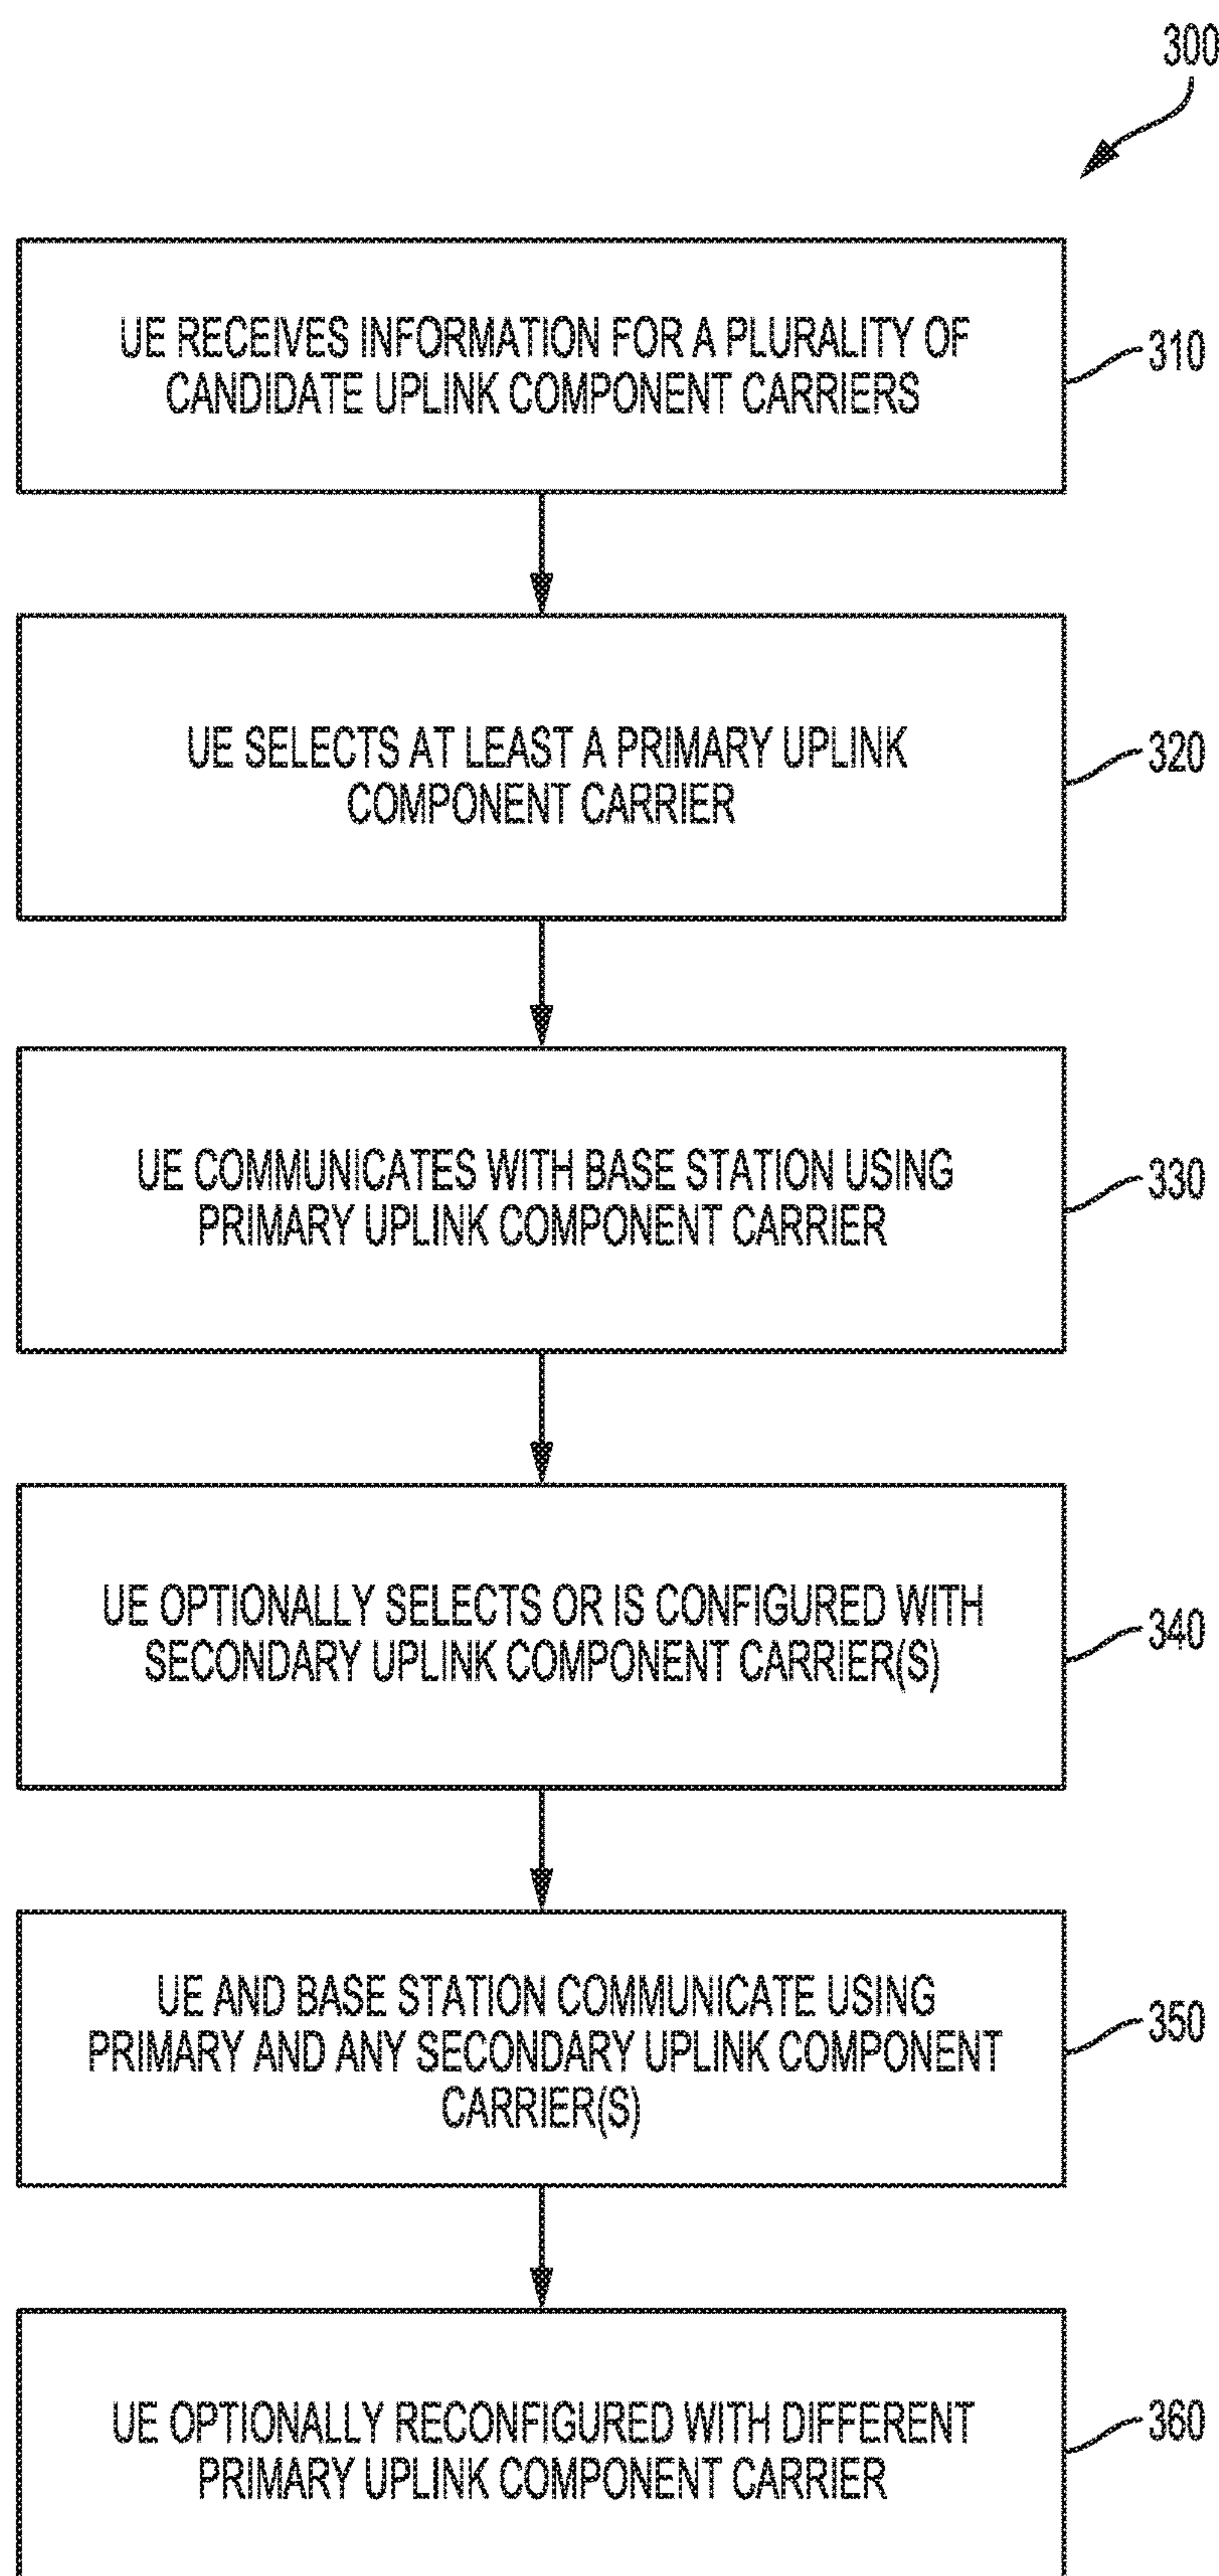 300
UE RECEIVES INFORMATION FOR A PLURALITY OF
CANDIDATE UPLINK COMPONENT CARRIERS
310
UE SELECTS AT LEAST A PRIMARY UPLINK
COMPONENT CARRIER
320
UE COMMUNICATES WITH BASE STATION USING
PRIMARY UPLINK COMPONENT CARRIER
330
UE OPTIONALLY SELECTS OR IS CONFIGURED WITH
SECONDARY UPLINK COMPONENT CARRIER(S)
340
UE AND BASE STATION COMMUNICATE USING
PRIMARY AND ANY SECONDARY UPLINK COMPONENT
CARRIER(S)
350
UE OPTIONALLY RECONFIGURED WITH DIFFERENT
PRIMARY UPLINK COMPONENT CARRIER
360